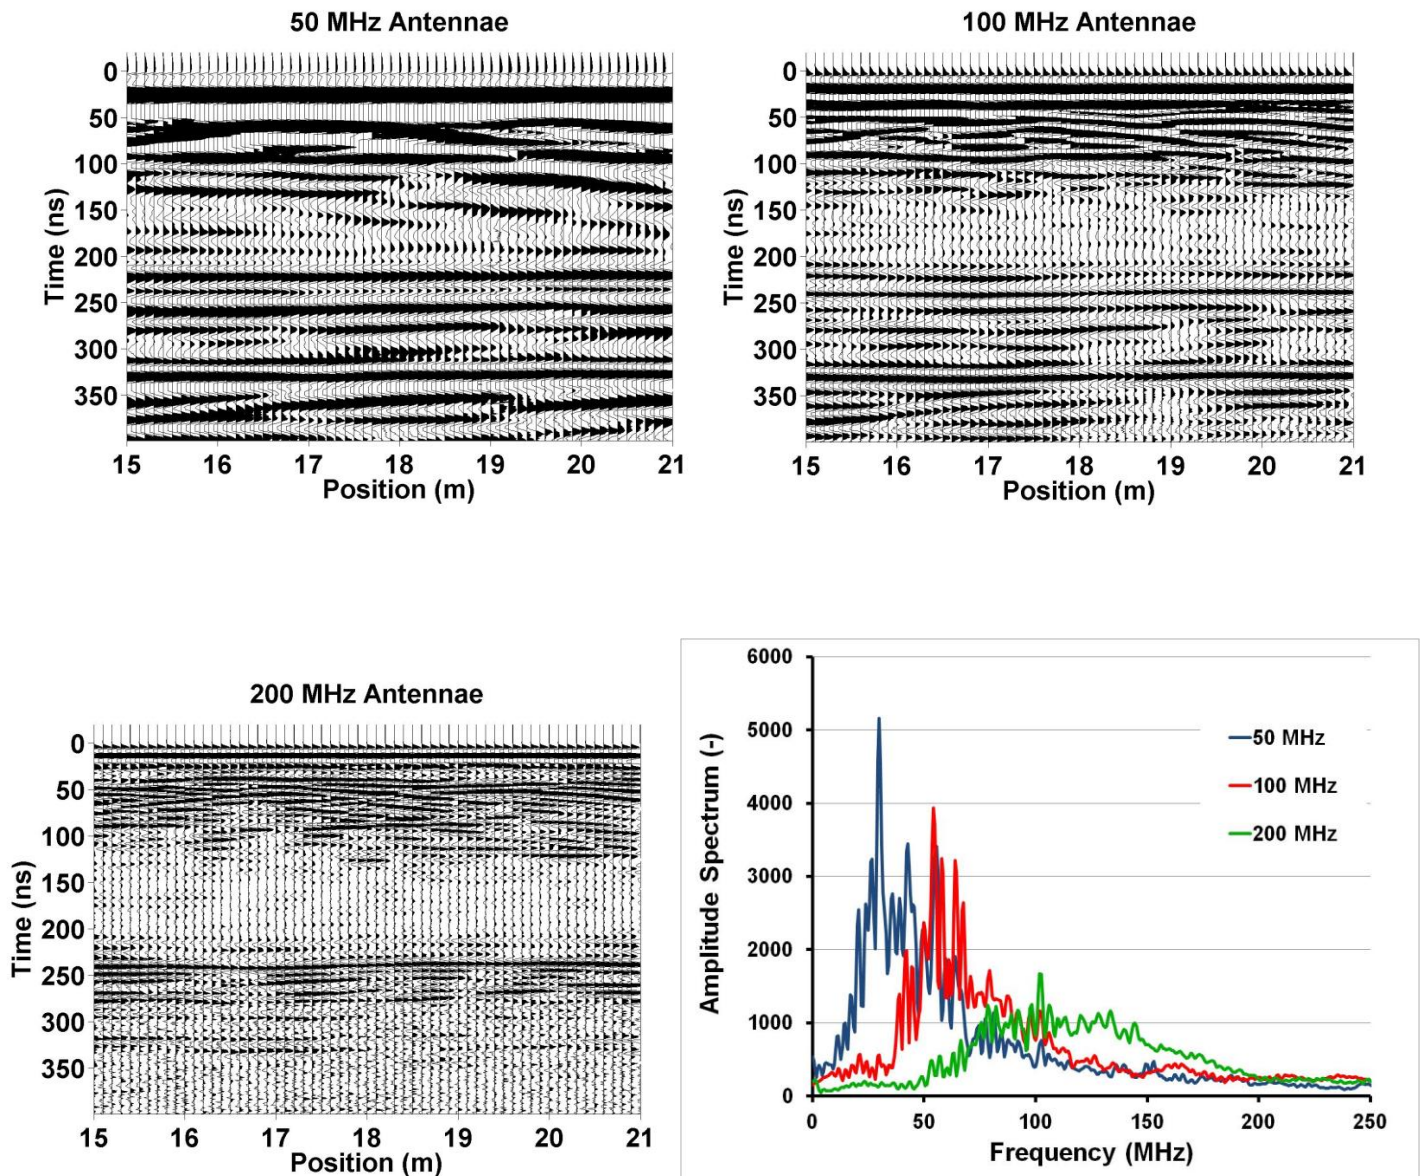 50 MHz Antennae
0
50
100
150
200
250
300
350
Time (ns)
15 16 17 18 19 20 21
Position (m)
100 MHz Antennae
0
50
100
150
200
250
300
350
Time (ns)
15 16 17 18 19 20 21
Position (m)
200 MHz Antennae
0
50
100
150
200
250
300
350
Time (ns)
15 16 17 18 19 20 21
Position (m)
6000
5000
4000
3000
2000
1000
0
Amplitude Spectrum (-)
50 MHz
100 MHz
200 MHz
0 50 100 150 200 250
Frequency (MHz)